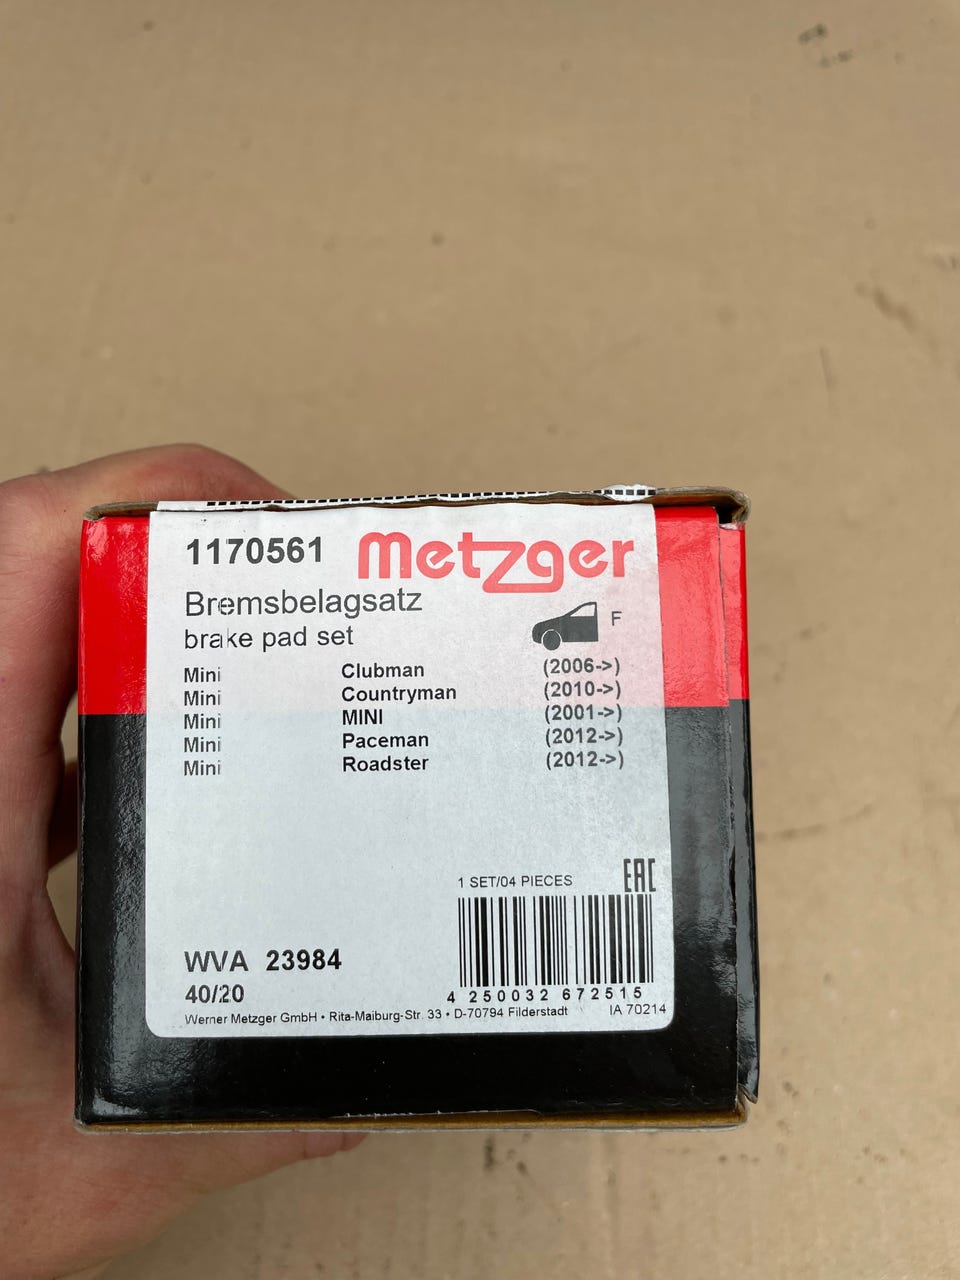 1170561 Metzger
Bremsbelagsatz
brake pad set F
Mini Clubman (2006->)
Mini Countryman (2010->)
Mini MINI (2001->)
Mini Paceman (2012->)
Mini Roadster (2012->)
1 SET/04 PIECES EAC
WVA 23984
40/20 4 250032 672515
Werner Metzger GmbH • Rita-Maiburg-Str. 33 • D-70794 Filderstadt IA 70214